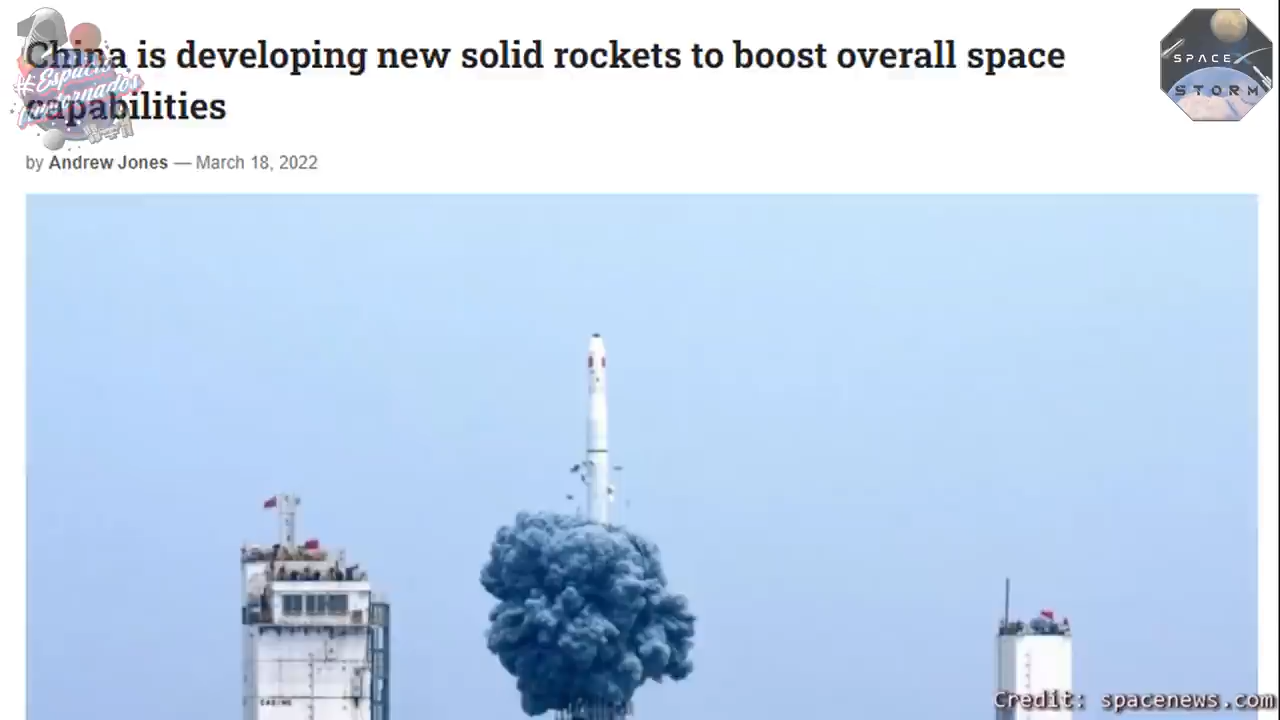 China is developing new solid rockets to boost overall space
capabilities
by Andrew Jones — March 18, 2022
#Espacio
SPACE
STORM
Credit: spacenews.com